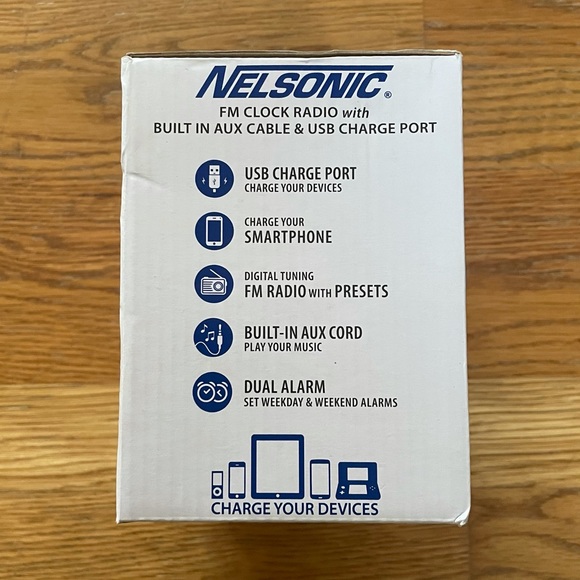 NELSONIC®
FM CLOCK RADIO with
BUILT IN AUX CABLE & USB CHARGE PORT
USB CHARGE PORT
CHARGE YOUR DEVICES
CHARGE YOUR
SMARTPHONE
DIGITAL TUNING
FM RADIO WITH PRESETS
BUILT-IN AUX CORD
PLAY YOUR MUSIC
DUAL ALARM
SET WEEKDAY & WEEKEND ALARMS
CHARGE YOUR DEVICES